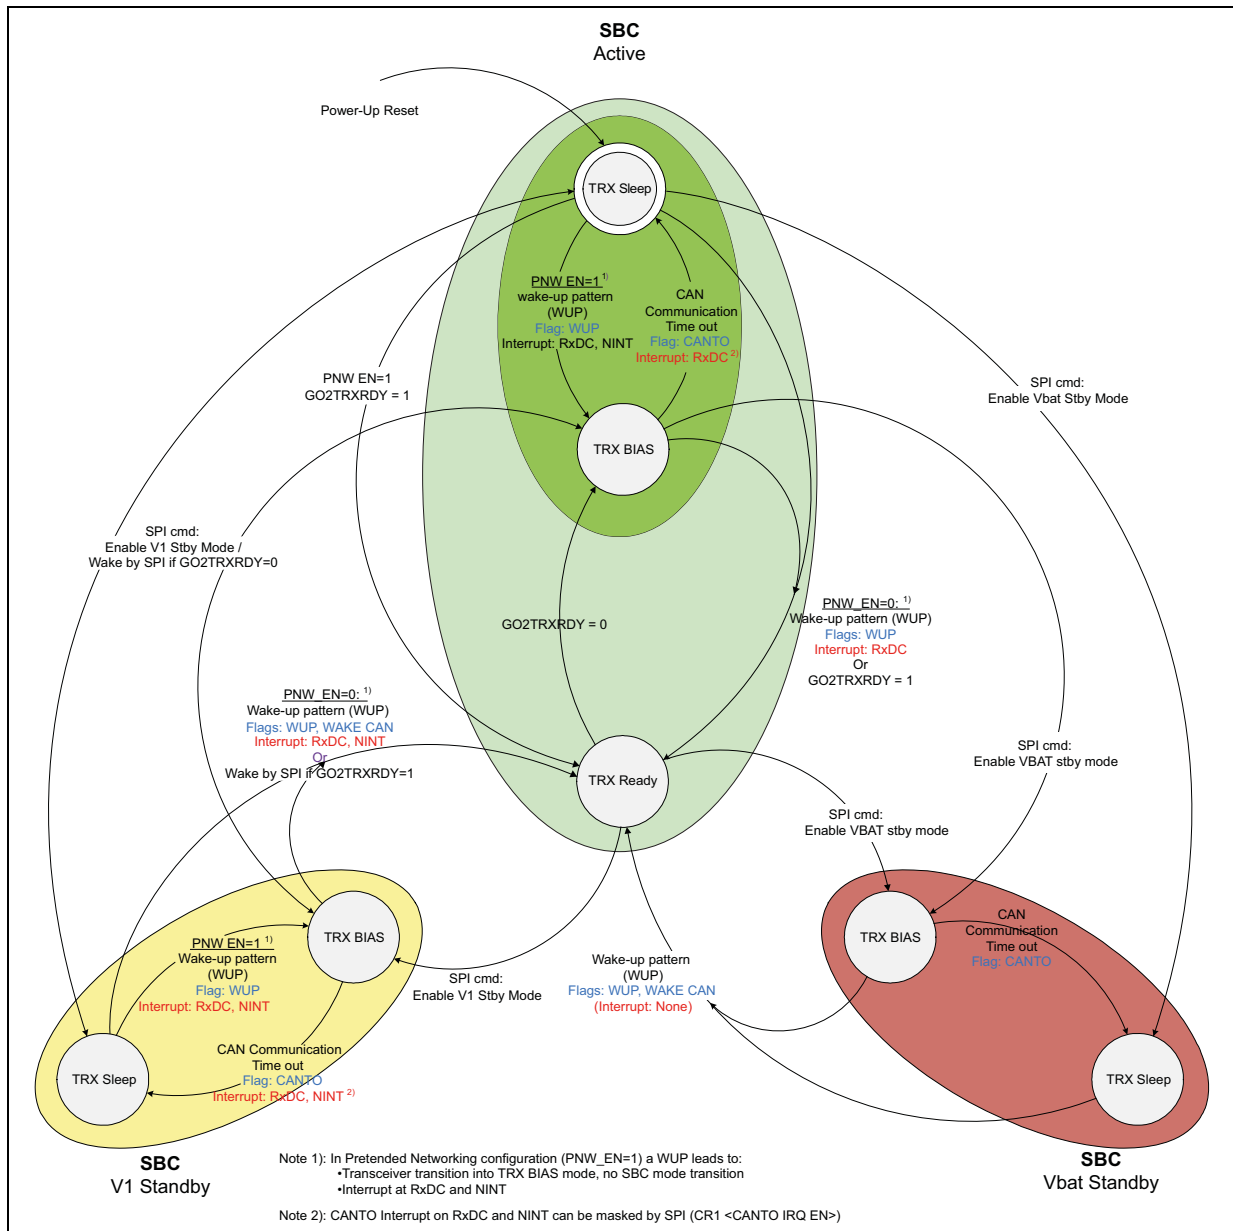 SBC
Active
Power-Up Reset
TRX Sleep
PNW EN=1 1)
wake-up pattern
(WUP)
Flag: WUP
Interrupt: RxDC, NINT
CAN
Communication
Time out
Flag: CANTO
Interrupt: RxDC 2)
PNW EN=1
GO2TRXRDY = 1
SPI cmd:
Enable Vbat Stby Mode
TRX BIAS
SPI cmd:
Enable V1 Stby Mode /
Wake by SPI if GO2TRXRDY=0
GO2TRXRDY = 0
PNW_EN=0: 1)
Wake-up pattern (WUP)
Flags: WUP
Interrupt: RxDC
Or
GO2TRXRDY = 1
PNW_EN=0: 1)
Wake-up pattern (WUP)
Flags: WUP, WAKE CAN
Interrupt: RxDC, NINT
Or
Wake by SPI if GO2TRXRDY=1
SPI cmd:
Enable VBAT stby mode
TRX Ready
SPI cmd:
Enable VBAT stby mode
TRX BIAS
PNW EN=1 1)
Wake-up pattern
(WUP)
Flag: WUP
Interrupt: RxDC, NINT
SPI cmd:
Enable V1 Stby Mode
Wake-up pattern
(WUP)
Flags: WUP, WAKE CAN
(Interrupt: None)
TRX BIAS
CAN
Communication
Time out
Flag: CANTO
TRX Sleep
CAN Communication
Time out
Flag: CANTO
Interrupt: RxDC, NINT 2)
TRX Sleep
SBC
V1 Standby
SBC
Vbat Standby
Note 1): In Pretended Networking configuration (PNW_EN=1) a WUP leads to:
•Transceiver transition into TRX BIAS mode, no SBC mode transition
•Interrupt at RxDC and NINT
Note 2): CANTO Interrupt on RxDC and NINT can be masked by SPI (CR1 <CANTO IRQ EN>)